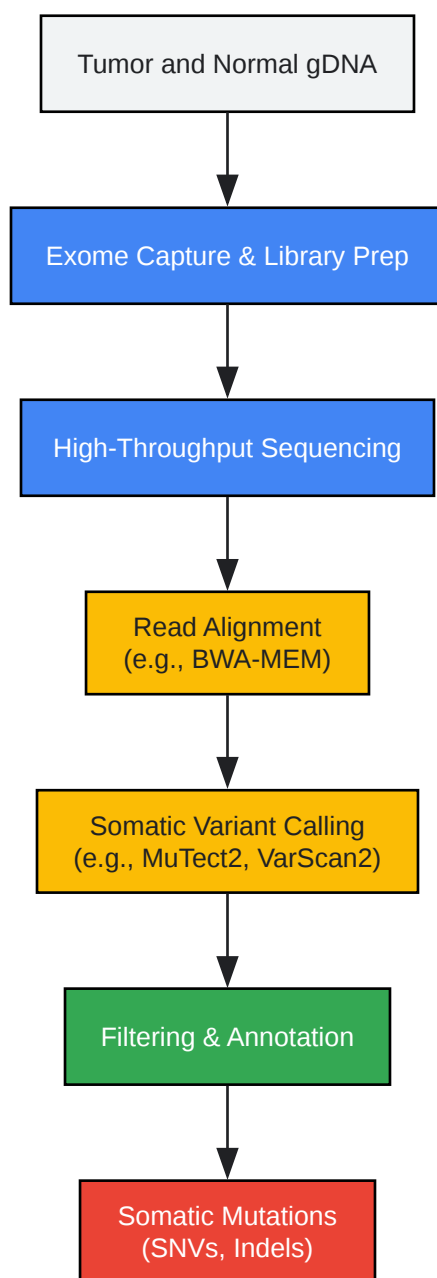 Tumor and Normal gDNA
Exome Capture & Library Prep
High-Throughput Sequencing
Read Alignment
(e.g., BWA-MEM)
Somatic Variant Calling
(e.g., MuTect2, VarScan2)
Filtering & Annotation
Somatic Mutations
(SNVs, Indels)